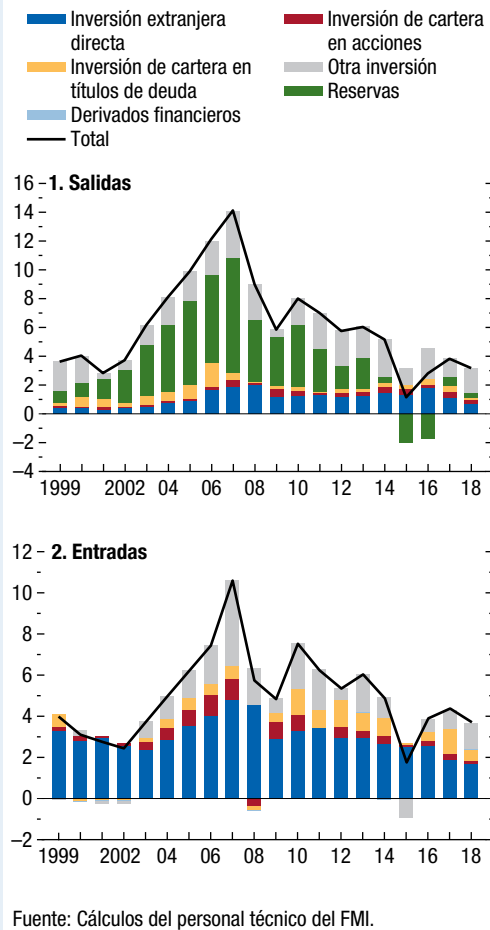 Inversión extranjera
directa
Inversión de cartera
en acciones
Inversión de cartera en
títulos de deuda
Otra inversión
Reservas
Derivados financieros
Total
1. Salidas
16
14
12
10
8
6
4
2
0
–2
–4
1999 2002 04 06 08 10 12 14 16 18
2. Entradas
12
10
8
6
4
2
0
–2
1999 2002 04 06 08 10 12 14 16 18
Fuente: Cálculos del personal técnico del FMI.